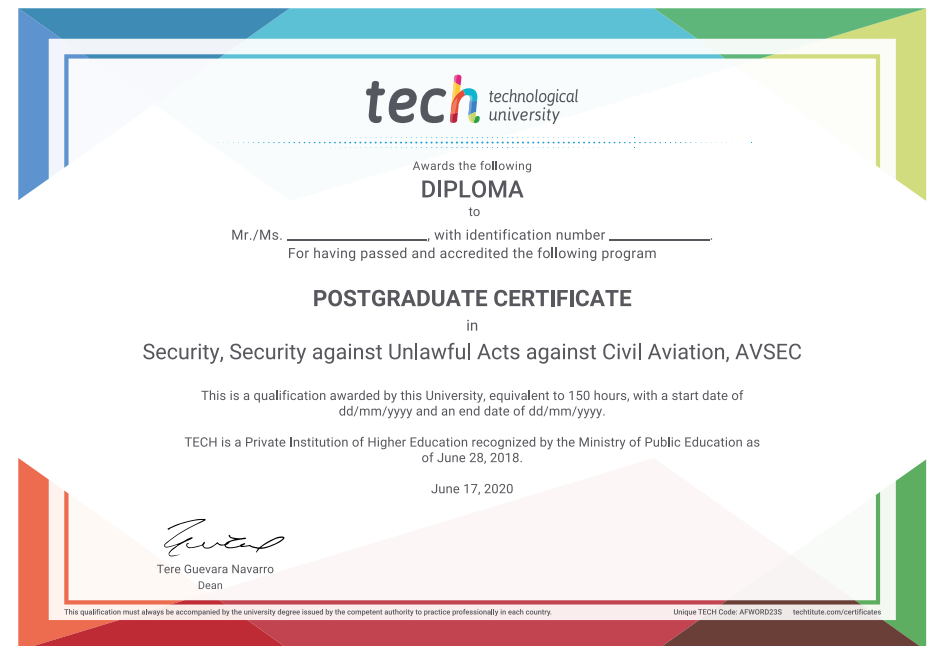 tech technological
university
Awards the following
DIPLOMA
to
Mr./Ms. ____________________, with identification number ______________.
For having passed and accredited the following program
POSTGRADUATE CERTIFICATE
in
Security, Security against Unlawful Acts against Civil Aviation, AVSEC
This is a qualification awarded by this University, equivalent to 150 hours, with a start date of
dd/mm/yyyy and an end date of dd/mm/yyyy.
TECH is a Private Institution of Higher Education recognized by the Ministry of Public Education as
of June 28, 2018.
June 17, 2020
Tere Guevara Navarro
Dean
This qualification must always be accompanied by the university degree issued by the competent authority to practice professionally in each country.
Unique TECH Code: AFWORD23S techtitute.com/certificates